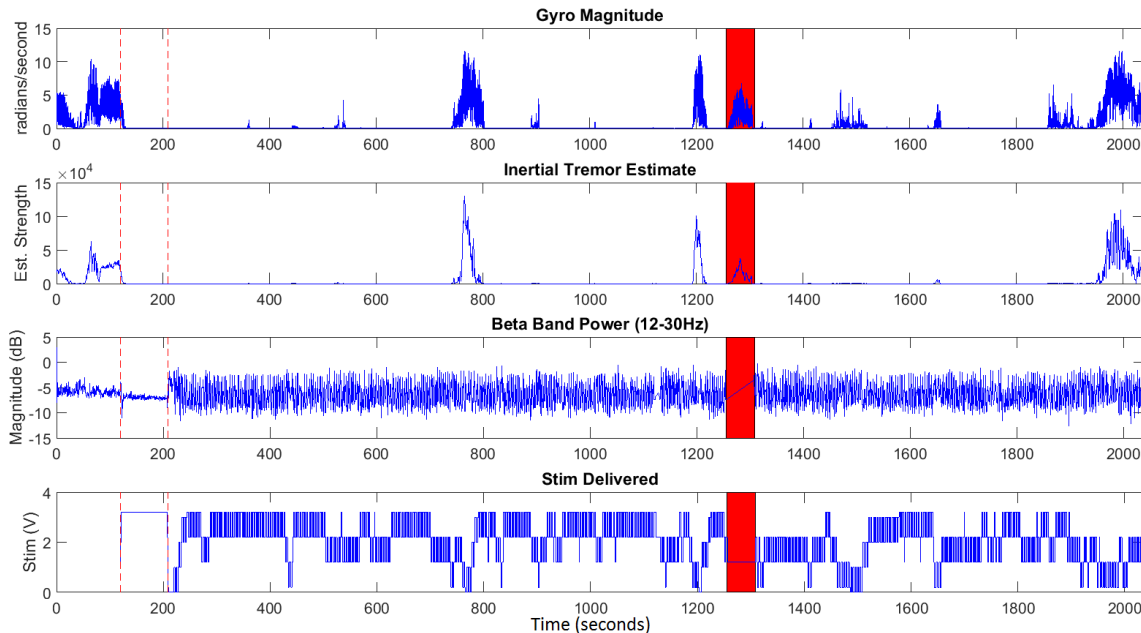 Gyro Magnitude
radians/second
15
10
5
0
0 200 400 600 800 1000 1200 1400 1600 1800 2000
Inertial Tremor Estimate
×10⁴
Est. Strength
15
10
5
0
0 200 400 600 800 1000 1200 1400 1600 1800 2000
Beta Band Power (12-30Hz)
Magnitude (dB)
5
0
-5
-10
-15
0 200 400 600 800 1000 1200 1400 1600 1800 2000
Stim Delivered
Stim (V)
4
2
0
0 200 400 600 800 1000 1200 1400 1600 1800 2000
Time (seconds)